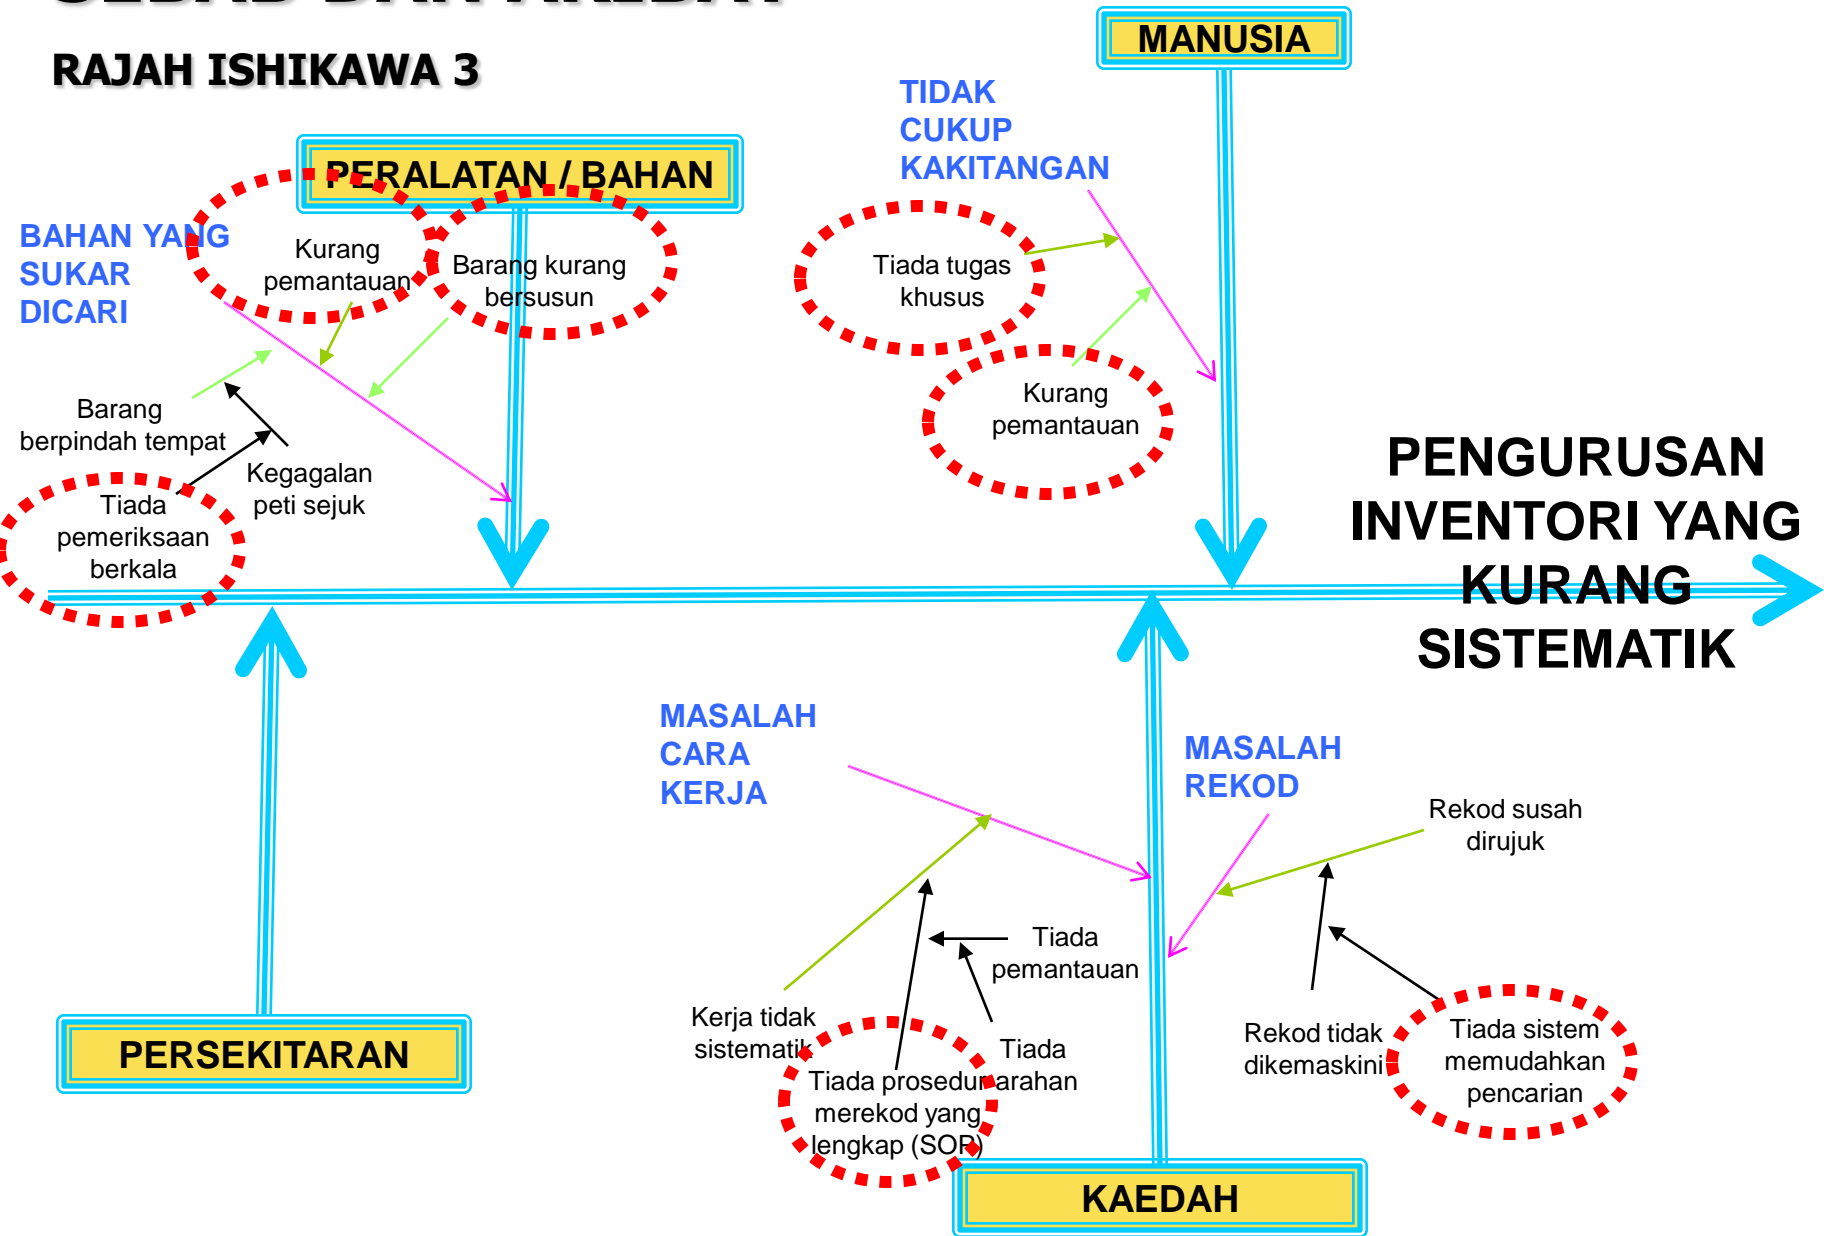 RAJAH ISHIKAWA 3
MANUSIA
TIDAK
CUKUP
KAKITANGAN
PERALATAN / BAHAN
BAHAN YANG
SUKAR
DICARI
Kurang
pemantauan
Barang kurang
bersusun
Tiada tugas
khusus
Kurang
pemantauan
Barang
berpindah tempat
Kegagalan
peti sejuk
Tiada
pemeriksaan
berkala
PENGURUSAN
INVENTORI YANG
KURANG
SISTEMATIK
MASALAH
CARA
KERJA
MASALAH
REKOD
Rekod susah
dirujuk
Tiada
pemantauan
Kerja tidak
sistematik
Tiada
arahan
Tiada prosedur
merekod yang
lengkap (SOP)
Rekod tidak
dikemaskini
Tiada sistem
memudahkan
pencarian
PERSEKITARAN
KAEDAH